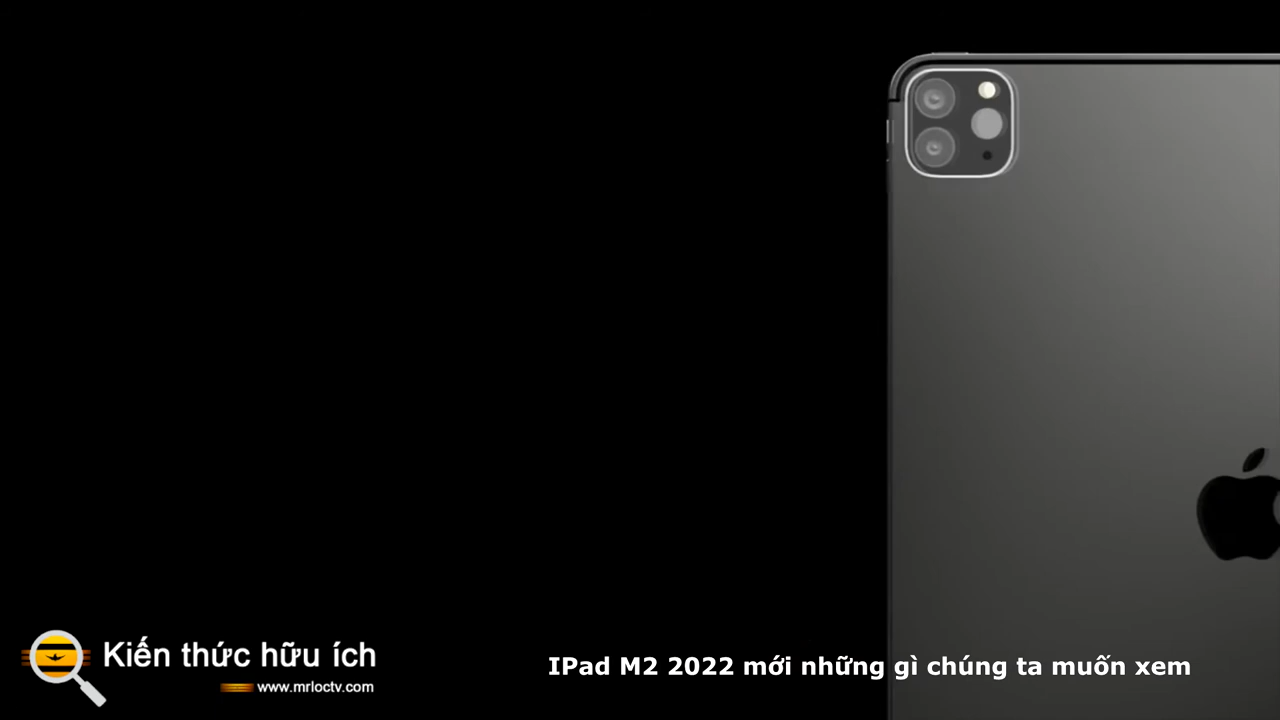 Kiến thức hữu ích
www.mrloctv.com
IPad M2 2022 mới những gì chúng ta muốn xem